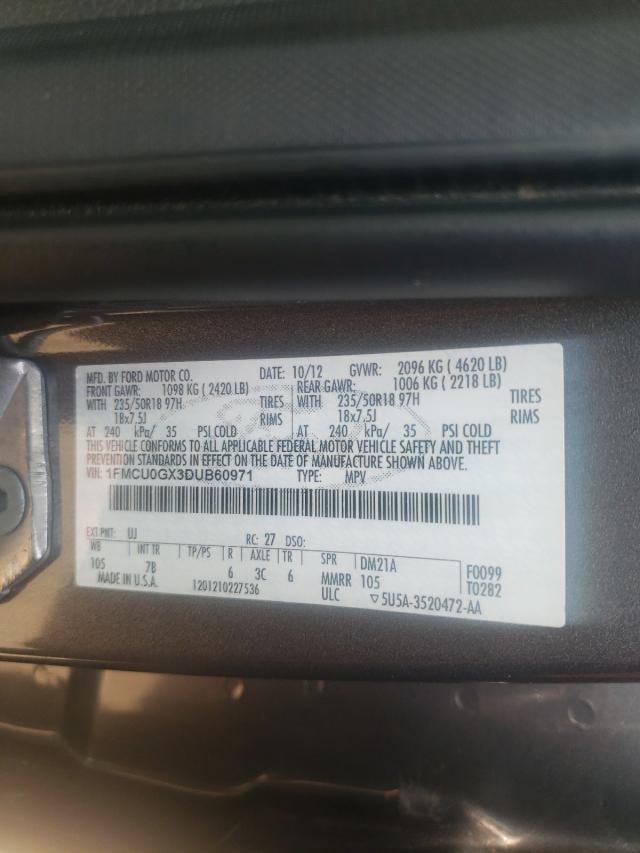 MFD. BY FORD MOTOR CO. DATE: 10/12 GVWR: 2096 KG ( 4620 LB)
FRONT GAWR: 1098 KG ( 2420 LB) REAR GAWR: 1006 KG ( 2218 LB)
WITH 235/50R18 97H TIRES WITH 235/50R18 97H TIRES
18x7.5J RIMS 18x7.5J RIMS
AT 240 kPa/ 35 PSI COLD AT 240 kPa/ 35 PSI COLD
THIS VEHICLE CONFORMS TO ALL APPLICABLE FEDERAL MOTOR VEHICLE SAFETY AND THEFT
PREVENTION STANDARDS IN EFFECT ON THE DATE OF MANUFACTURE SHOWN ABOVE.
VIN: 1FMCU0GX3DUB60971 TYPE: MPV
EXT PNT: UJ RC: 27 DSO:
WB INT TR TP/PS R AXLE TR SPR DM21A F0099
105 7B 6 3C 6 MMRR 105 T0282
MADE IN U.S.A. 1201210227536 ULC ▽5U5A-3520472-AA